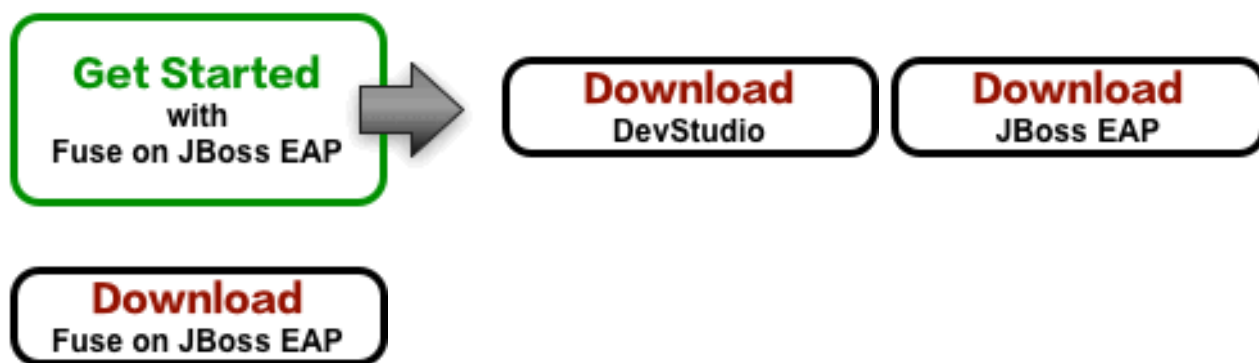 Get Started
with
Fuse on JBoss EAP
Download
DevStudio
Download
JBoss EAP
Download
Fuse on JBoss EAP